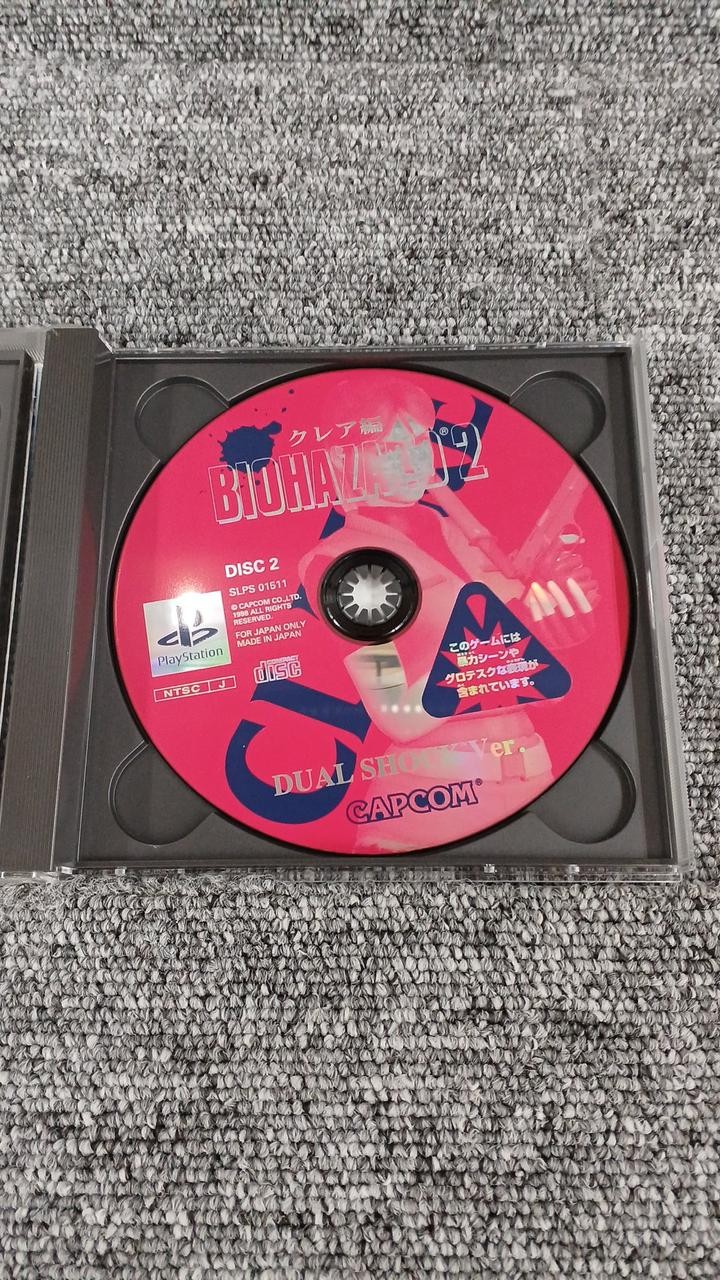 クレア編
BIOHAZARD®2
DISC 2
SLPS 01511
© CAPCOM CO.,LTD.
1998 ALL RIGHTS
RESERVED.
FOR JAPAN ONLY
MADE IN JAPAN
PlayStation
NTSC J
COMPACT
disc
このゲームには
暴力シーンや
グロテスクな表現が
含まれています。
DUAL SHOCK Ver.
CAPCOM®